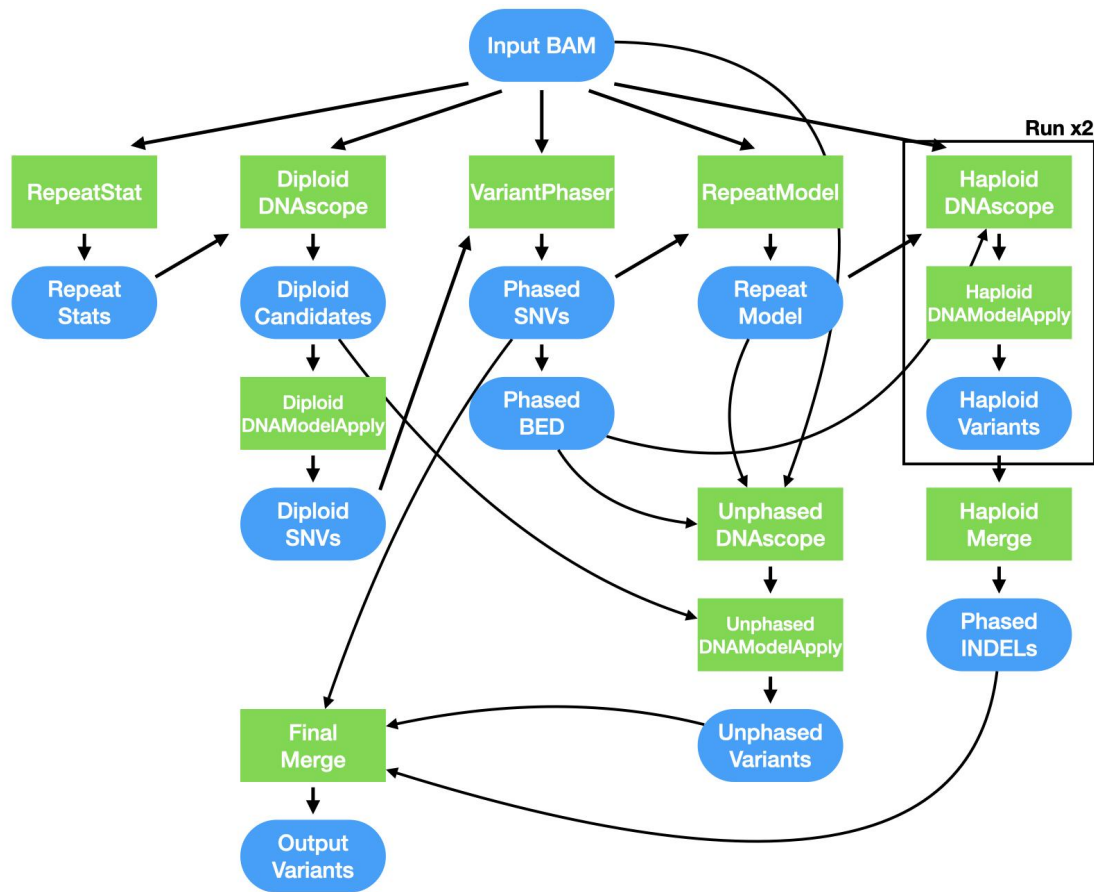 Input BAM
Run x2
RepeatStat
Diploid
DNAscope
VariantPhaser
RepeatModel
Haploid
DNAscope
Repeat
Stats
Diploid
Candidates
Phased
SNVs
Repeat
Model
Haploid
DNAModelApply
Diploid
DNAModelApply
Phased
BED
Haploid
Variants
Diploid
SNVs
Unphased
DNAscope
Haploid
Merge
Unphased
DNAModelApply
Phased
INDELs
Final
Merge
Unphased
Variants
Output
Variants